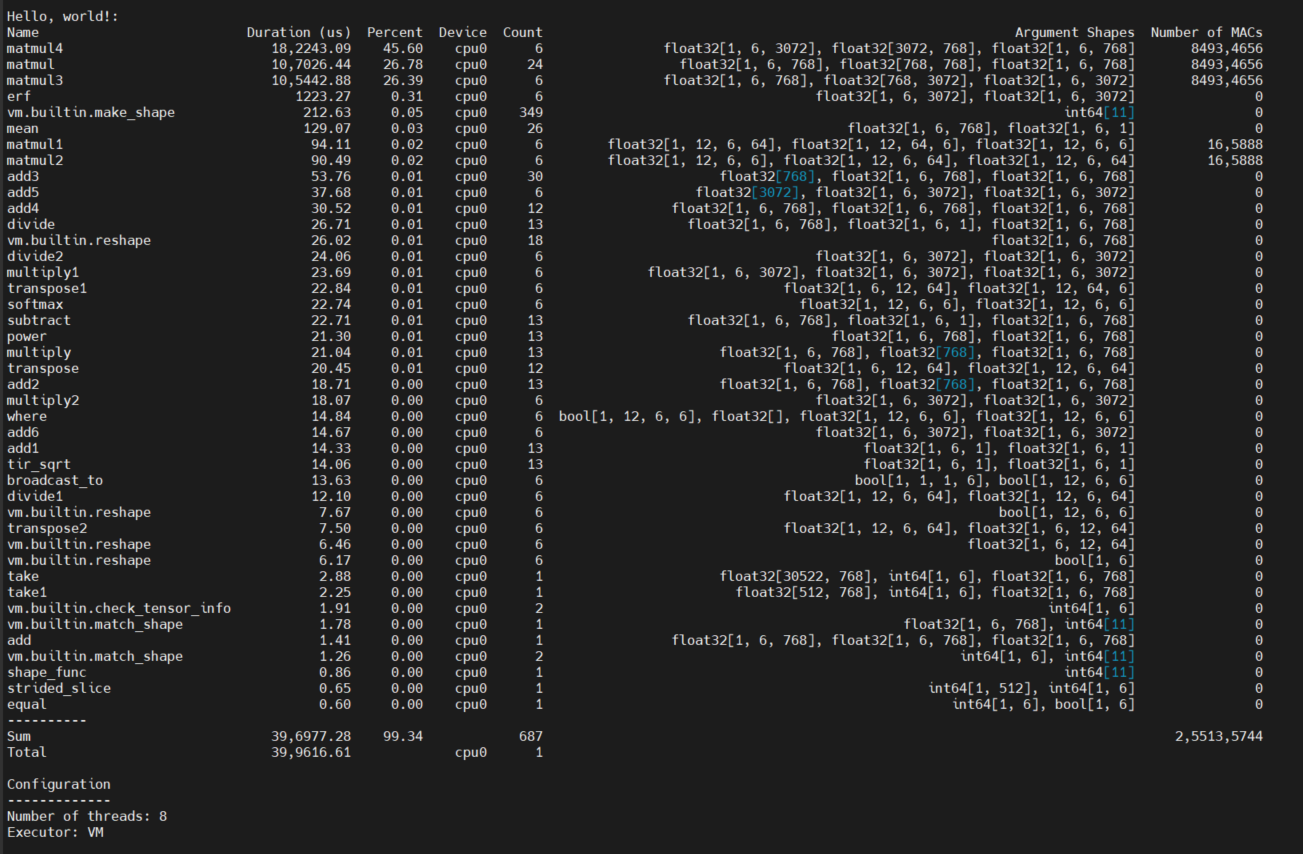 Hello, world!:
Name Duration (us) Percent Device Count Argument Shapes Number of MACs
matmul4 18,2243.09 45.60 cpu0 6 float32[1, 6, 3072], float32[3072, 768], float32[1, 6, 768] 8493,4656
matmul 10,7026.44 26.78 cpu0 24 float32[1, 6, 768], float32[768, 768], float32[1, 6, 768] 8493,4656
matmul3 10,5442.88 26.39 cpu0 6 float32[1, 6, 768], float32[768, 3072], float32[1, 6, 3072] 8493,4656
erf 1223.27 0.31 cpu0 6 float32[1, 6, 3072], float32[1, 6, 3072] 0
vm.builtin.make_shape 212.63 0.05 cpu0 349 int64[11] 0
mean 129.07 0.03 cpu0 26 float32[1, 6, 768], float32[1, 6, 1] 0
matmul1 94.11 0.02 cpu0 6 float32[1, 12, 6, 64], float32[1, 12, 64, 6], float32[1, 12, 6, 6] 16,5888
matmul2 90.49 0.02 cpu0 6 float32[1, 12, 6, 6], float32[1, 12, 6, 64], float32[1, 12, 6, 64] 16,5888
add3 53.76 0.01 cpu0 30 float32[768], float32[1, 6, 768], float32[1, 6, 768] 0
add5 37.68 0.01 cpu0 6 float32[3072], float32[1, 6, 3072], float32[1, 6, 3072] 0
add4 30.52 0.01 cpu0 12 float32[1, 6, 768], float32[1, 6, 768], float32[1, 6, 768] 0
divide 26.71 0.01 cpu0 13 float32[1, 6, 768], float32[1, 6, 1], float32[1, 6, 768] 0
vm.builtin.reshape 26.02 0.01 cpu0 18 float32[1, 6, 768] 0
divide2 24.06 0.01 cpu0 6 float32[1, 6, 3072], float32[1, 6, 3072] 0
multiply1 23.69 0.01 cpu0 6 float32[1, 6, 3072], float32[1, 6, 3072], float32[1, 6, 3072] 0
transpose1 22.84 0.01 cpu0 6 float32[1, 6, 12, 64], float32[1, 12, 64, 6] 0
softmax 22.74 0.01 cpu0 6 float32[1, 12, 6, 6], float32[1, 12, 6, 6] 0
subtract 22.71 0.01 cpu0 13 float32[1, 6, 768], float32[1, 6, 1], float32[1, 6, 768] 0
power 21.30 0.01 cpu0 13 float32[1, 6, 768], float32[1, 6, 768] 0
multiply 21.04 0.01 cpu0 13 float32[1, 6, 768], float32[768], float32[1, 6, 768] 0
transpose 20.45 0.01 cpu0 12 float32[1, 6, 12, 64], float32[1, 12, 6, 64] 0
add2 18.71 0.00 cpu0 13 float32[1, 6, 768], float32[768], float32[1, 6, 768] 0
multiply2 18.07 0.00 cpu0 6 float32[1, 6, 3072], float32[1, 6, 3072] 0
where 14.84 0.00 cpu0 6 bool[1, 12, 6, 6], float32[], float32[1, 12, 6, 6], float32[1, 12, 6, 6] 0
add6 14.67 0.00 cpu0 6 float32[1, 6, 3072], float32[1, 6, 3072] 0
add1 14.33 0.00 cpu0 13 float32[1, 6, 1], float32[1, 6, 1] 0
tir_sqrt 14.06 0.00 cpu0 13 float32[1, 6, 1], float32[1, 6, 1] 0
broadcast_to 13.63 0.00 cpu0 6 bool[1, 1, 1, 6], bool[1, 12, 6, 6] 0
divide1 12.10 0.00 cpu0 6 float32[1, 12, 6, 64], float32[1, 12, 6, 64] 0
vm.builtin.reshape 7.67 0.00 cpu0 6 bool[1, 12, 6, 6] 0
transpose2 7.50 0.00 cpu0 6 float32[1, 12, 6, 64], float32[1, 6, 12, 64] 0
vm.builtin.reshape 6.46 0.00 cpu0 6 float32[1, 6, 12, 64] 0
vm.builtin.reshape 6.17 0.00 cpu0 6 bool[1, 6] 0
take 2.88 0.00 cpu0 1 float32[30522, 768], int64[1, 6], float32[1, 6, 768] 0
take1 2.25 0.00 cpu0 1 float32[512, 768], int64[1, 6], float32[1, 6, 768] 0
vm.builtin.check_tensor_info 1.91 0.00 cpu0 2 int64[1, 6] 0
vm.builtin.match_shape 1.78 0.00 cpu0 1 float32[1, 6, 768], int64[11] 0
add 1.41 0.00 cpu0 1 float32[1, 6, 768], float32[1, 6, 768], float32[1, 6, 768] 0
vm.builtin.match_shape 1.26 0.00 cpu0 2 int64[1, 6], int64[11] 0
shape_func 0.86 0.00 cpu0 1 int64[11] 0
strided_slice 0.65 0.00 cpu0 1 int64[1, 512], int64[1, 6] 0
equal 0.60 0.00 cpu0 1 int64[1, 6], bool[1, 6] 0
----------
Sum 39,6977.28 99.34 687 2,5513,5744
Total 39,9616.61 cpu0 1
Configuration
-------------
Number of threads: 8
Executor: VM